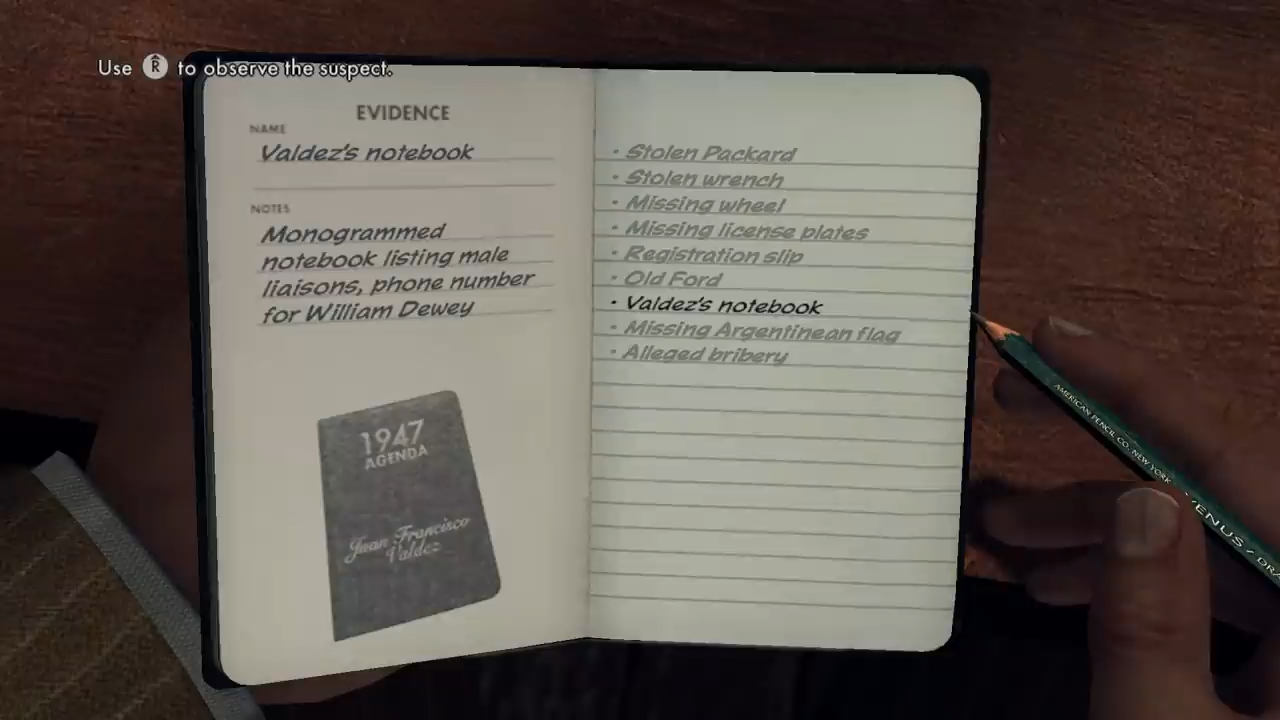 Use R to observe the suspect.
EVIDENCE
NAME
Valdez's notebook
NOTES
Monogrammed
notebook listing male
liaisons, phone number
for William Dewey
1947
AGENDA
Juan Francisco
Valdez
· Stolen Packard
· Stolen wrench
· Missing wheel
· Missing license plates
· Registration slip
· Old Ford
· Valdez's notebook
· Missing Argentinean flag
· Alleged bribery
AMERICAN PENCIL CO. NEW YORK
VENUS / DRA